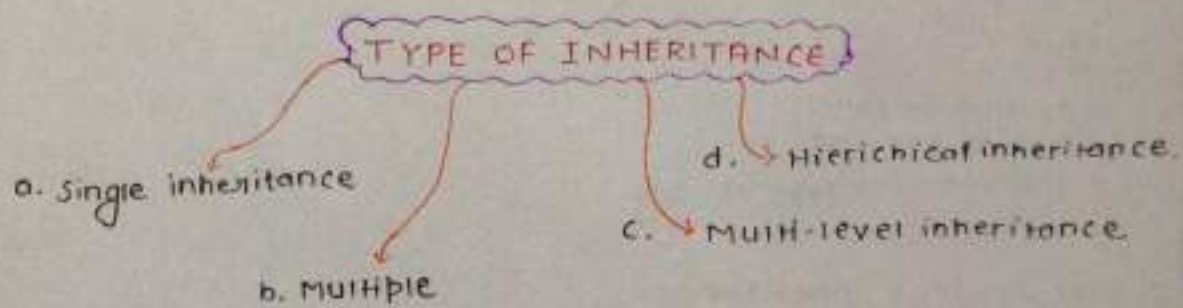 TYPE OF INHERITANCE
a. Single inheritance
b. Multiple
c. Multi-level inheritance
d. Hierichical inheritance.